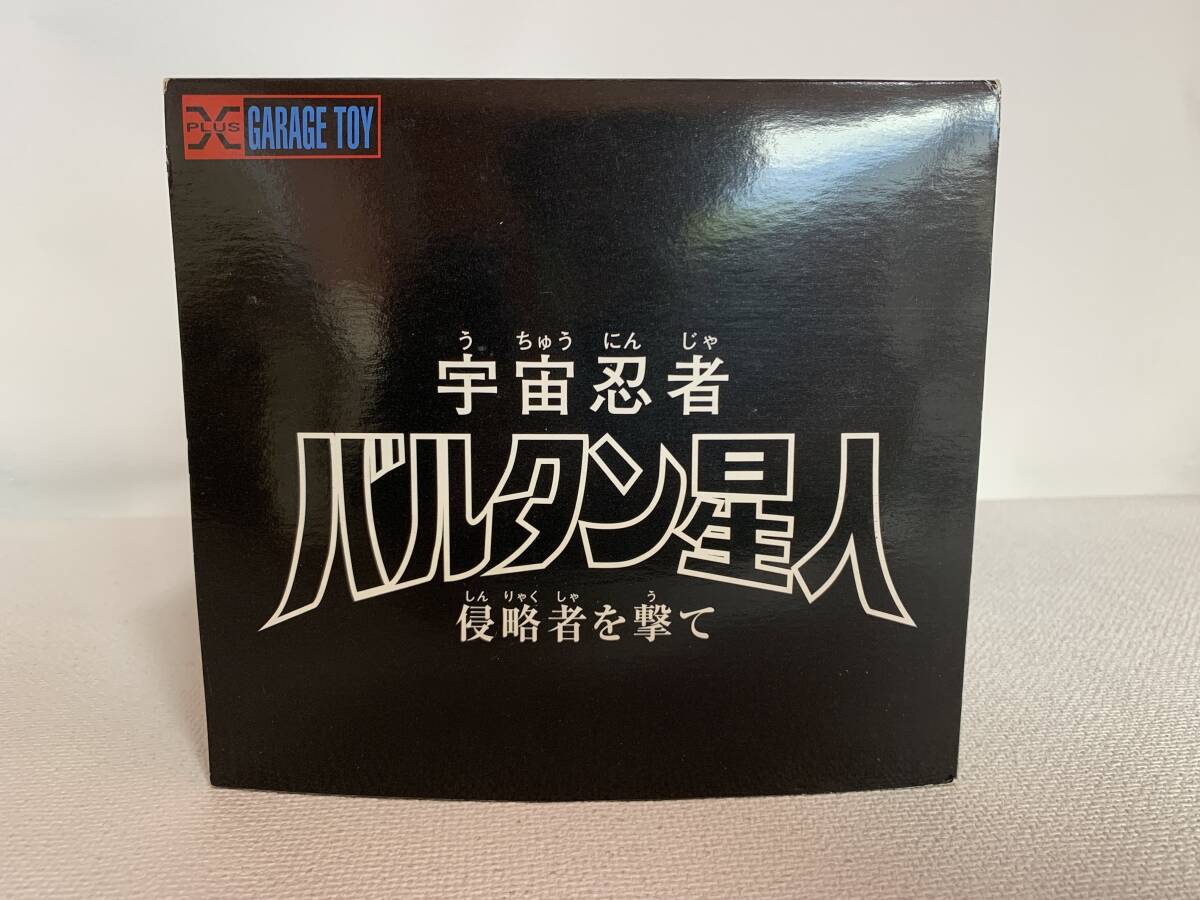 X PLUS GARAGE TOY
う ちゅう にん じゃ
宇宙忍者
バルタン星人
しん りゃく しゃ う
侵略者を撃て